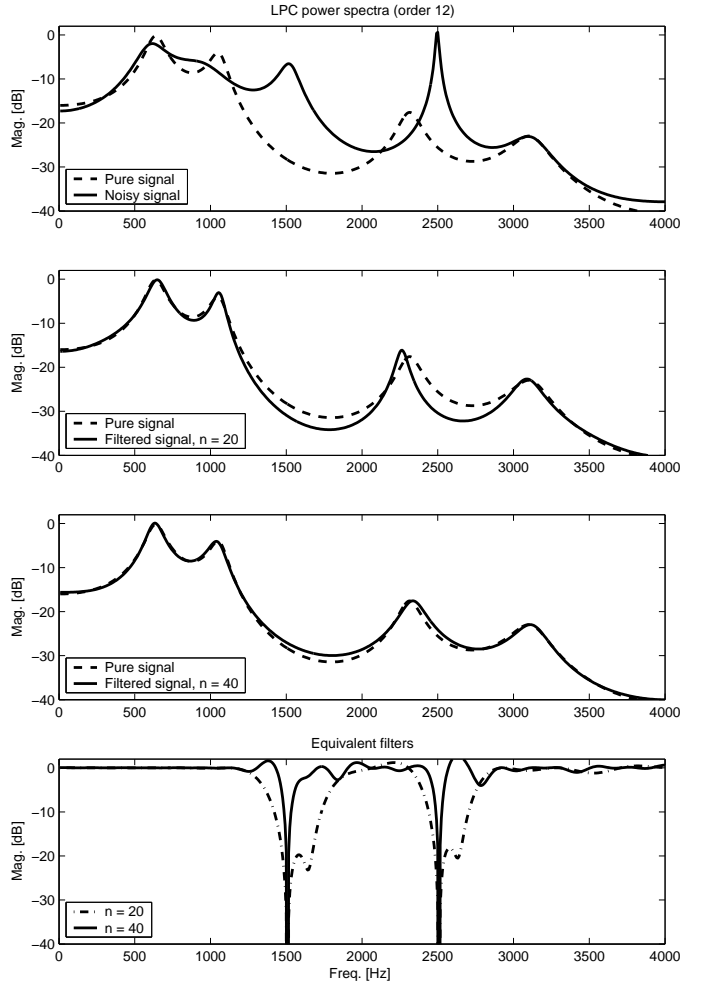 LPC power spectra (order 12)
0
−10
−20
−30
−40
Mag. [dB]
Pure signal
Noisy signal
0 500 1000 1500 2000 2500 3000 3500 4000
0
−10
−20
−30
−40
Mag. [dB]
Pure signal
Filtered signal, n = 20
0 500 1000 1500 2000 2500 3000 3500 4000
0
−10
−20
−30
−40
Mag. [dB]
Pure signal
Filtered signal, n = 40
0 500 1000 1500 2000 2500 3000 3500 4000
Equivalent filters
0
−10
−20
−30
−40
Mag. [dB]
n = 20
n = 40
0 500 1000 1500 2000 2500 3000 3500 4000
Freq. [Hz]